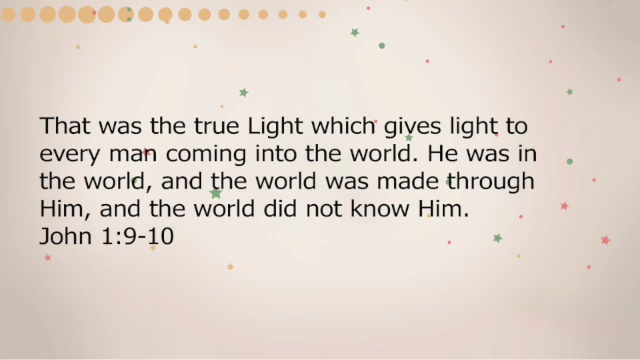 That was the true Light which gives light to
every man coming into the world. He was in
the world, and the world was made through
Him, and the world did not know Him.
John 1:9-10